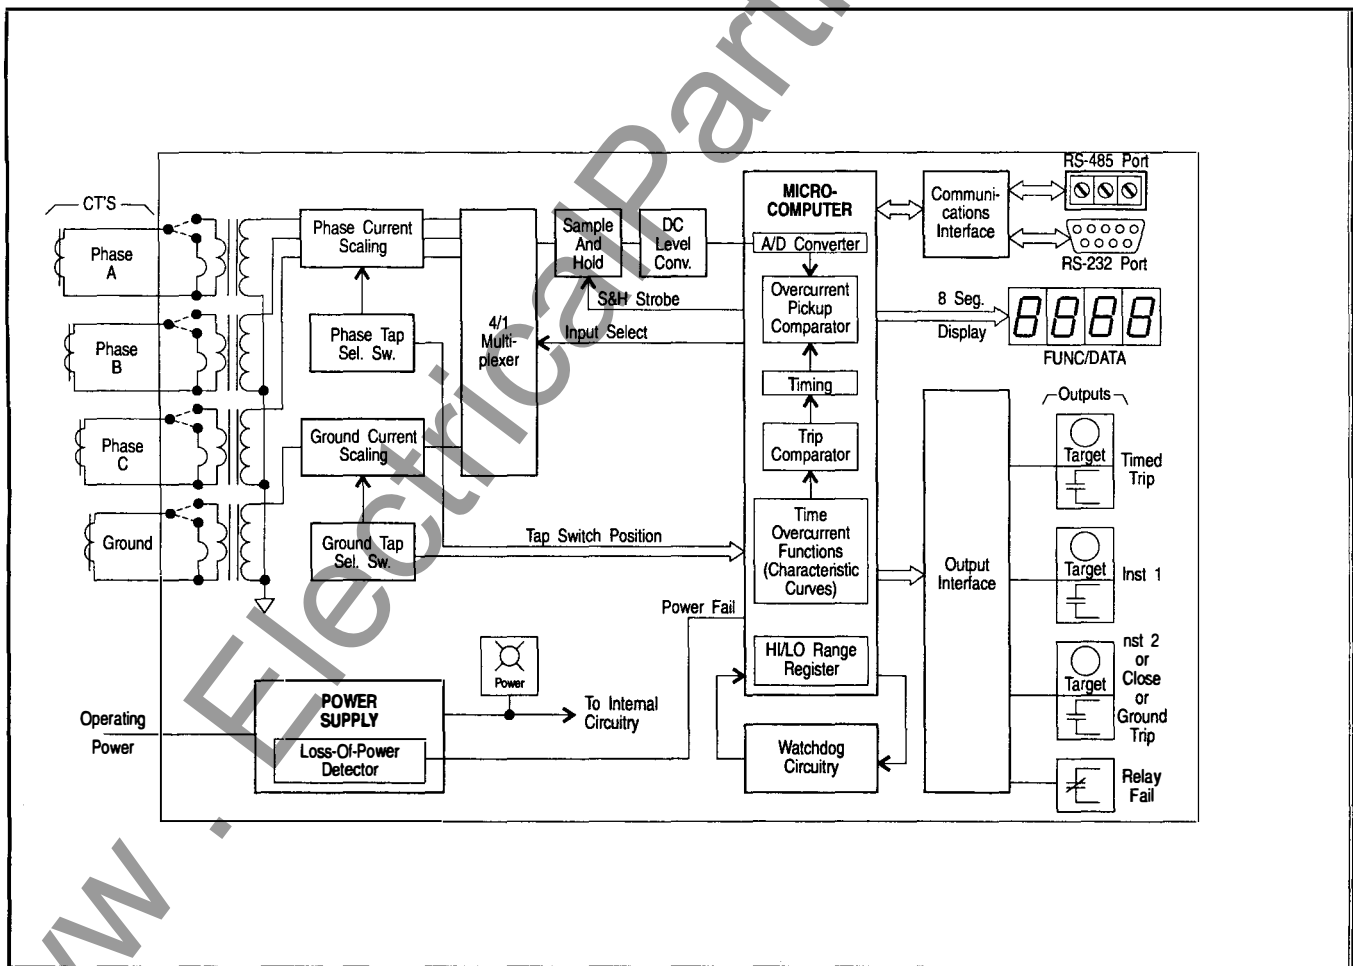 CT'S
Phase
A
Phase
B
Phase
C
Ground
Phase Current
Scaling
Phase Tap
Sel. Sw.
Ground Current
Scaling
Ground Tap
Sel. Sw.
4/1
Multi-
plexer
Sample
And
Hold
DC
Level
Conv.
S&H Strobe
Input Select
Tap Switch Position
Power Fail
MICRO-
COMPUTER
A/D Converter
Overcurrent
Pickup
Comparator
Timing
Trip
Comparator
Time
Overcurrent
Functions
(Characteristic
Curves)
HI/LO Range
Register
Watchdog
Circuitry
Communi-
cations
Interface
RS-485 Port
RS-232 Port
8 Seg.
Display
8888
FUNC/DATA
Output
Interface
Outputs
Target
Timed
Trip
Target
Inst 1
Target
nst 2
or
Close
or
Ground
Trip
Relay
Fail
Operating
Power
POWER
SUPPLY
Loss-Of-Power
Detector
Power
To Internal
Circuitry
w . ElectricalPart